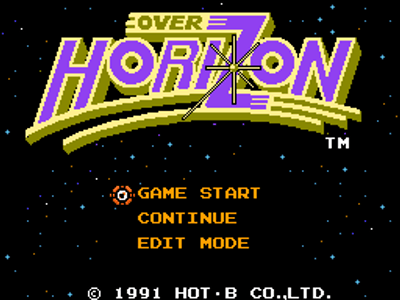 OVER
HORIZON
TM
GAME START
CONTINUE
EDIT MODE
© 1991 HOT·B CO.,LTD.